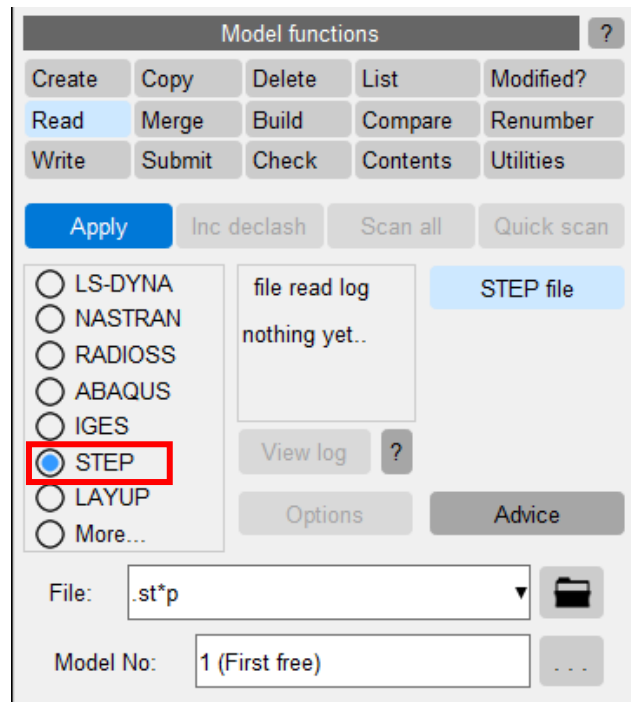 Model functions ?
Create Copy Delete List Modified?
Read Merge Build Compare Renumber
Write Submit Check Contents Utilities
Apply Inc declash Scan all Quick scan
LS-DYNA
NASTRAN
RADIOSS
ABAQUS
IGES
STEP
LAYUP
More...
file read log
nothing yet..
View log ?
Options
STEP file
Advice
File: .st*p
Model No: 1 (First free) ...